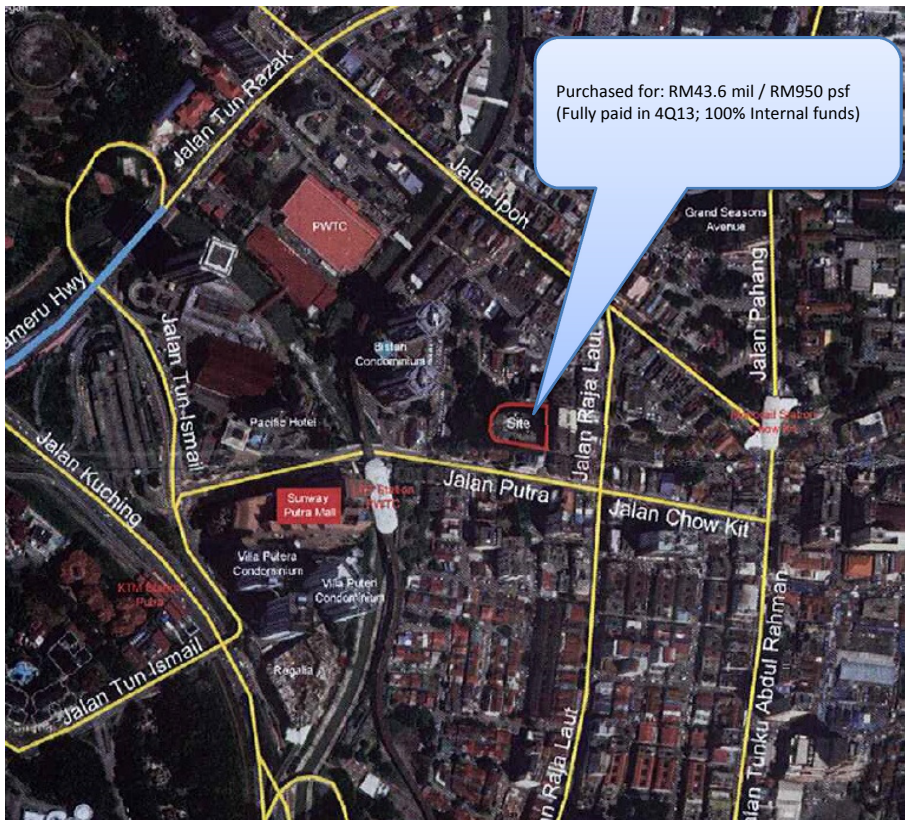 Purchased for: RM43.6 mil / RM950 psf
(Fully paid in 4Q13; 100% Internal funds)
Jalan Tun Razak
Jalan Ipoh
PWTC
Grand Seasons
Avenue
Jalan Pahang
ameru Hwy
Jalan Tun Ismail
Bistari
Condominium
Jalan Raja Laut
Site
Pacific Hotel
Jalan Kuching
Jalan Putra
Sunway
Putra Mall
Jalan Chow Kit
Villa Putera
Condominium
Villa Puteri
Condominium
Jalan Tun Ismail
Regalia
an Raja Laut
Jalan Tunku Abdul Rahman